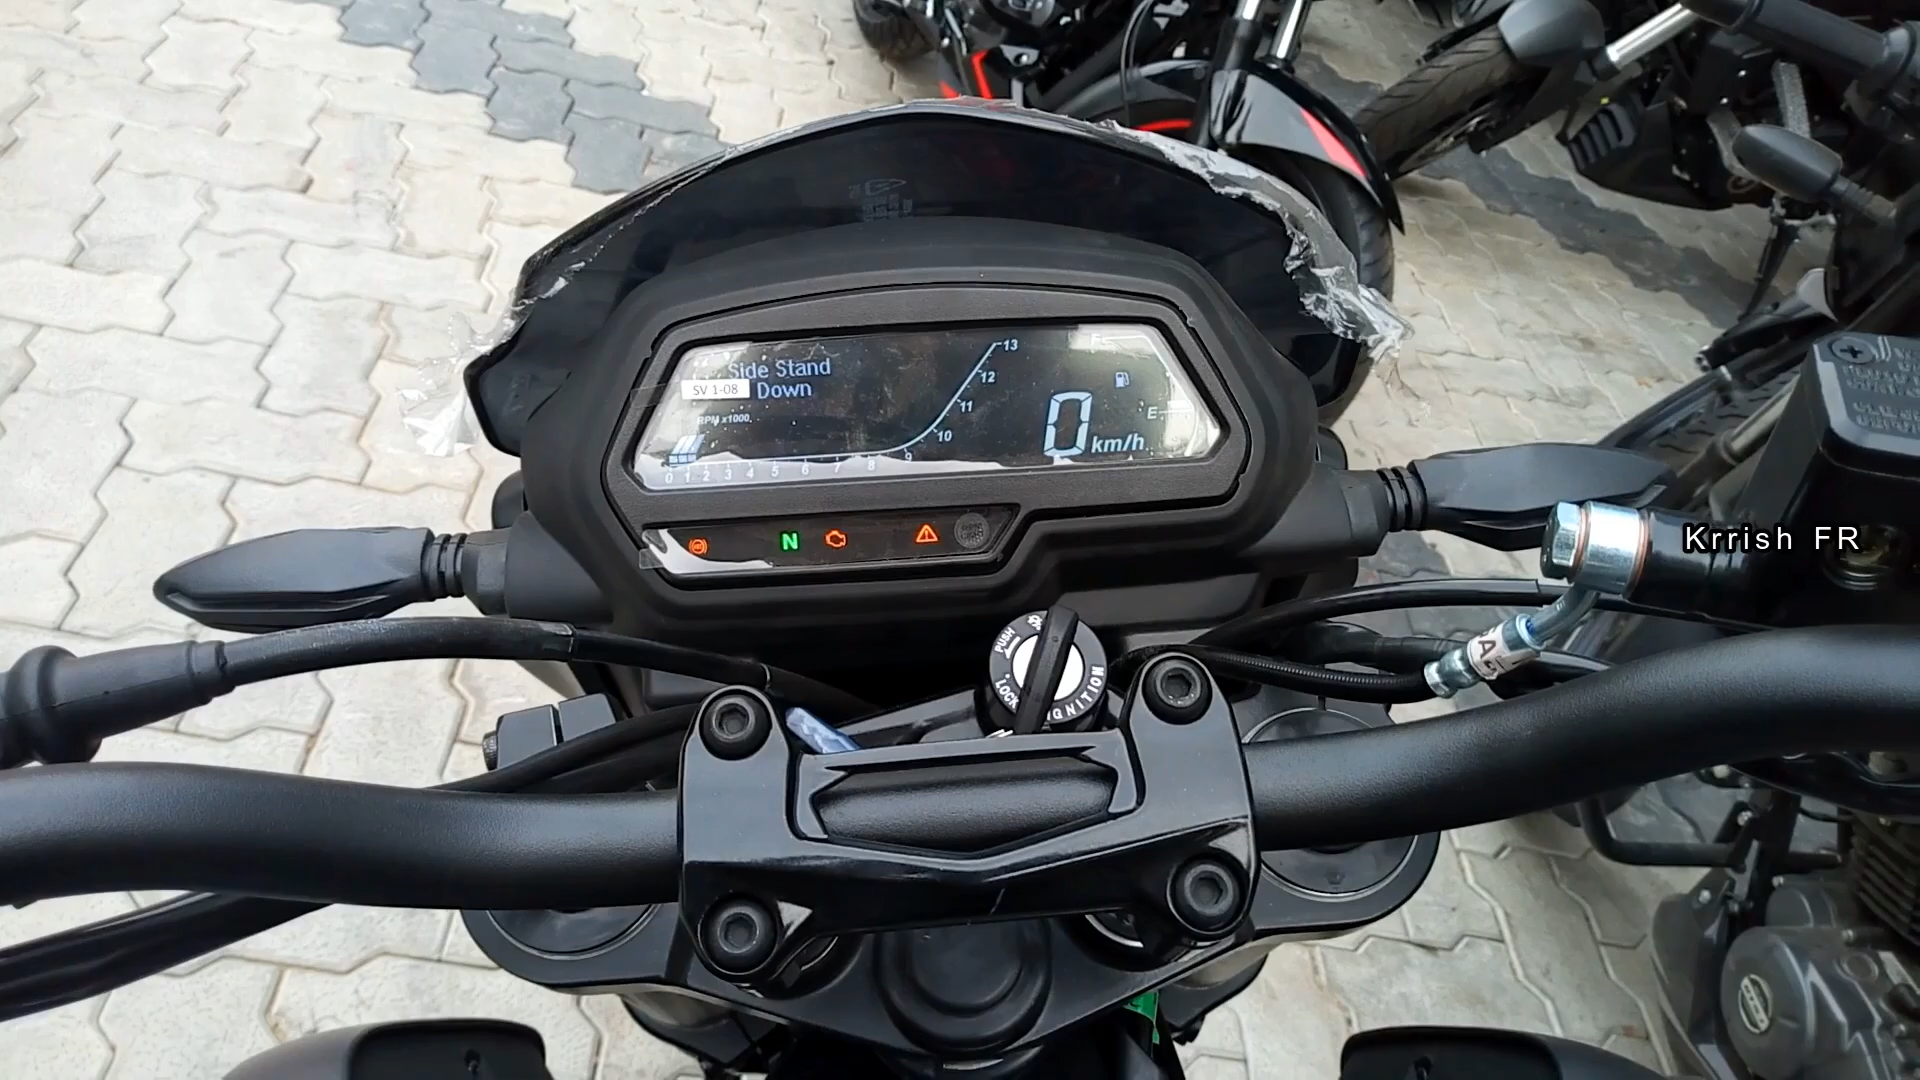 13
F
Side Stand
12
SV 1-08 Down
11
E
RPM x1000
10
0 km/h
9
0 1 2 3 4 5 6 7 8
N
Krrish FR
PUSH
LOCK
IGNITION